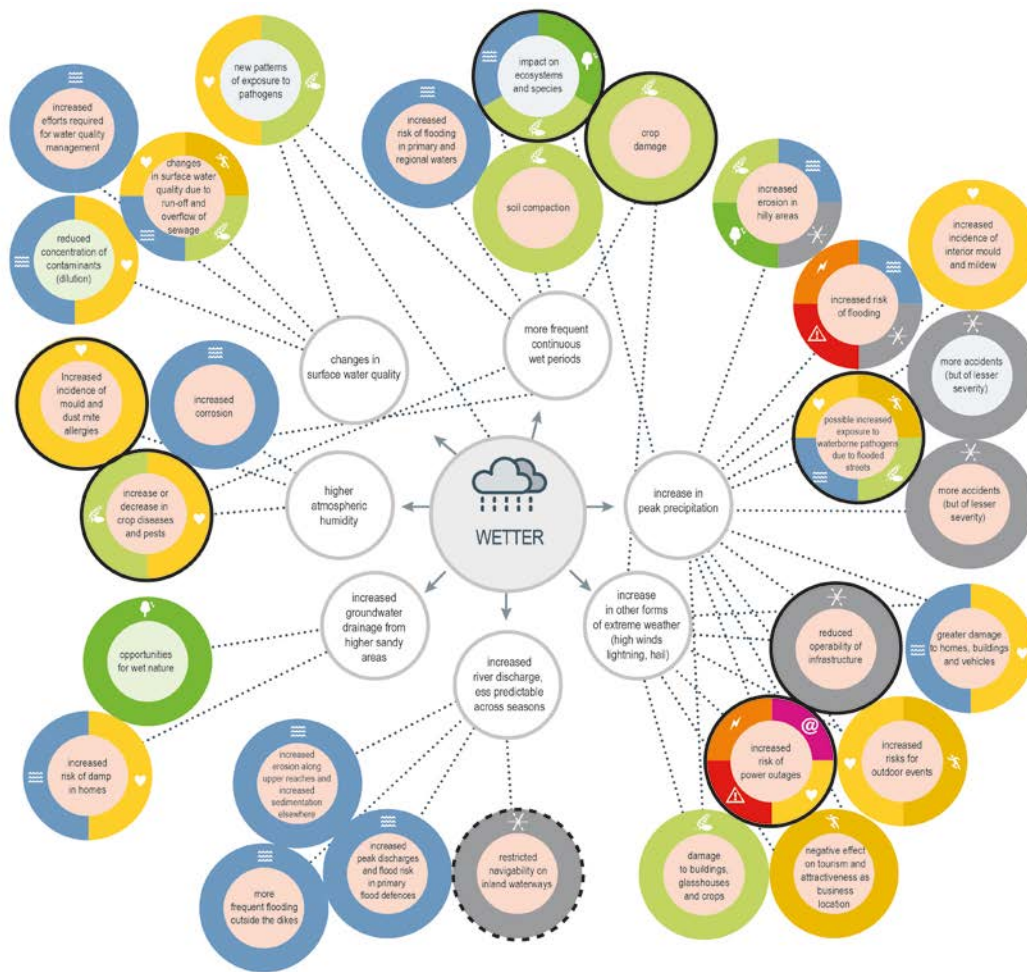 new patterns
of exposure to
pathogens
impact on
ecosystems
and species
increased
efforts required
for water quality
management
increased
risk of flooding
in primary and
regional waters
crop
damage
changes
in surface water
quality due to
run-off and
overflow of
sewage
increased
erosion in
hilly areas
soil compaction
increased
incidence of
interior mould
and mildew
reduced
concentration of
contaminants
(dilution)
increased risk
of flooding
more frequent
continuous
wet periods
changes in
surface water quality
more accidents
(but of lesser
severity)
Increased
incidence of
mould and
dust mite
allergies
increased
corrosion
possible increased
exposure to
waterborne pathogens
due to flooded
streets
increase or
decrease in
crop diseases
and pests
higher
atmospheric
humidity
WETTER
increase in
peak precipitation
more accidents
(but of lesser
severity)
increased
groundwater
drainage from
higher sandy
areas
increase
in other forms
of extreme weather
(high winds
lightning, hail)
reduced
operability of
infrastructure
greater damage
to homes, buildings
and vehicles
opportunities
for wet nature
increased
river discharge,
ess predictable
across seasons
increased
risk of damp
in homes
increased
erosion along
upper reaches and
increased
sedimentation
elsewhere
@
increased
risk of
power outages
increased
risks for
outdoor events
increased
peak discharges
and flood risk
in primary
flood defences
restricted
navigability on
inland waterways
damage
to buildings,
glasshouses
and crops
negative effect
on tourism and
attractiveness as
business
location
more
frequent flooding
outside the dikes